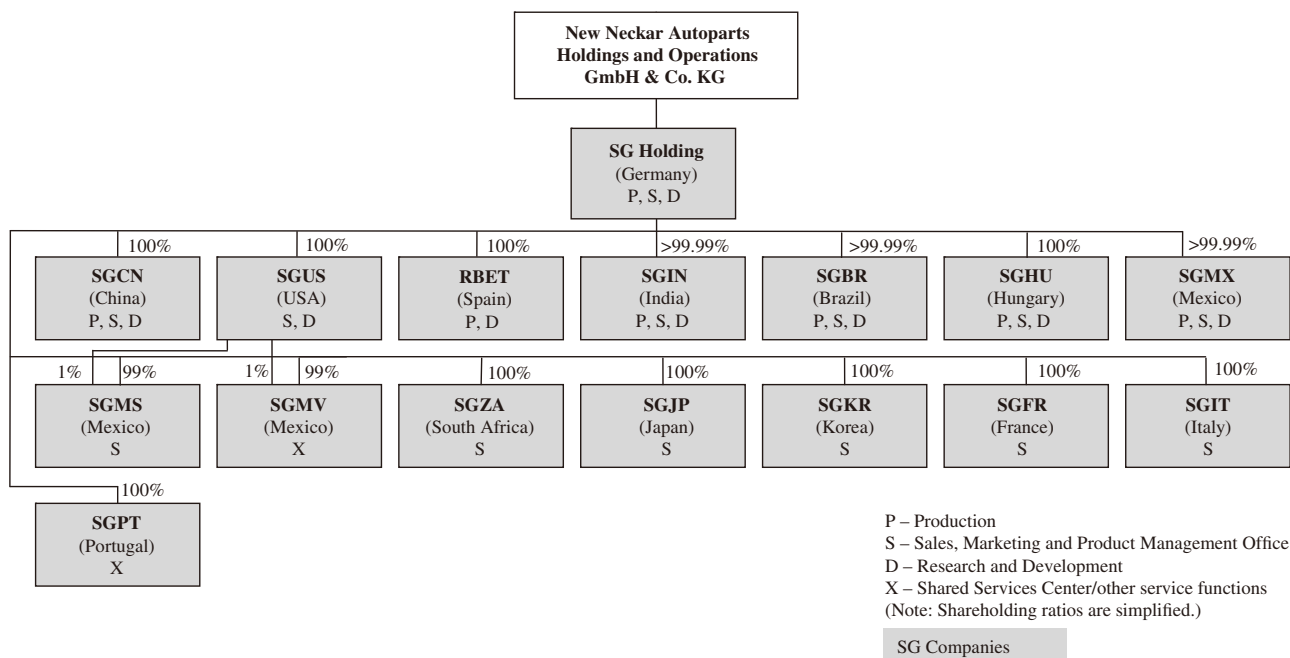 New Neckar Autoparts
Holdings and Operations
GmbH & Co. KG
SG Holding
(Germany)
P, S, D
100%
100%
100%
>99.99%
>99.99%
100%
>99.99%
SGCN
(China)
P, S, D
SGUS
(USA)
S, D
RBET
(Spain)
P, D
SGIN
(India)
P, S, D
SGBR
(Brazil)
P, S, D
SGHU
(Hungary)
P, S, D
SGMX
(Mexico)
P, S, D
1%
99%
1%
99%
100%
100%
100%
100%
100%
SGMS
(Mexico)
S
SGMV
(Mexico)
X
SGZA
(South Africa)
S
SGJP
(Japan)
S
SGKR
(Korea)
S
SGFR
(France)
S
SGIT
(Italy)
S
100%
SGPT
(Portugal)
X
P – Production
S – Sales, Marketing and Product Management Office
D – Research and Development
X – Shared Services Center/other service functions
(Note: Shareholding ratios are simplified.)
SG Companies